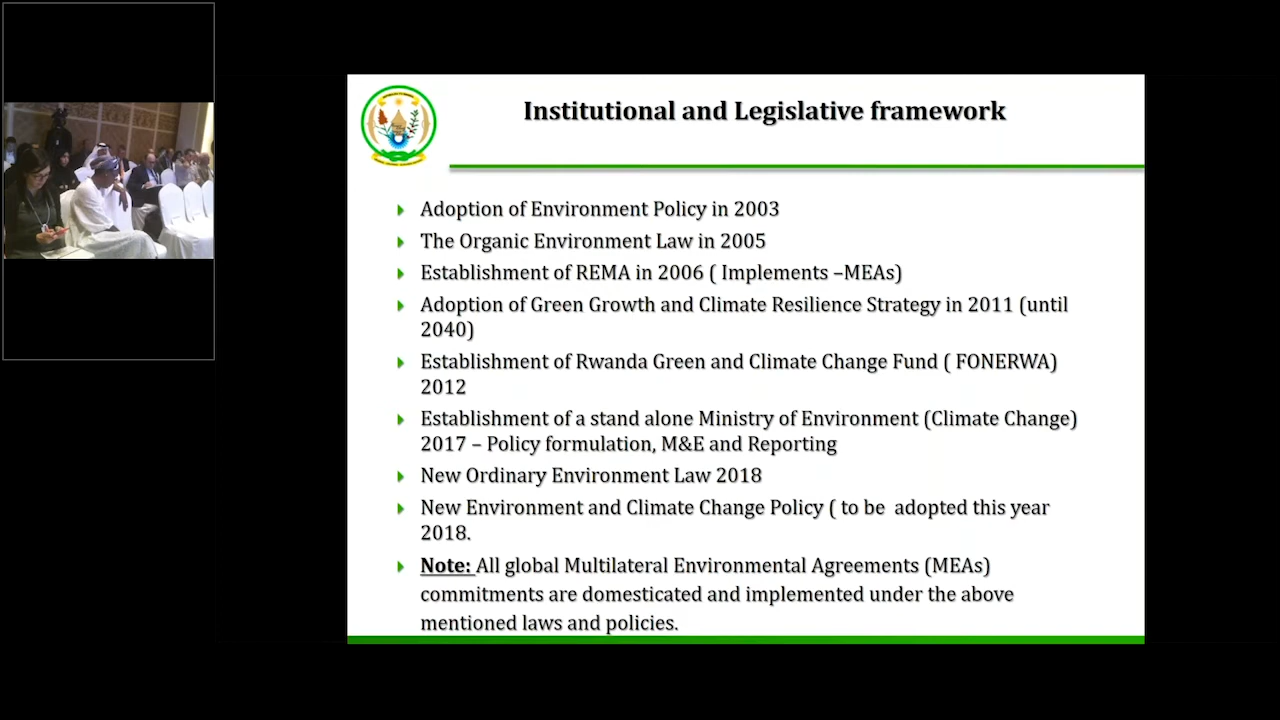 Institutional and Legislative framework
Adoption of Environment Policy in 2003
The Organic Environment Law in 2005
Establishment of REMA in 2006 ( Implements –MEAs)
Adoption of Green Growth and Climate Resilience Strategy in 2011 (until
2040)
Establishment of Rwanda Green and Climate Change Fund ( FONERWA)
2012
Establishment of a stand alone Ministry of Environment (Climate Change)
2017 – Policy formulation, M&E and Reporting
New Ordinary Environment Law 2018
New Environment and Climate Change Policy ( to be  adopted this year
2018.
Note: All global Multilateral Environmental Agreements (MEAs)
commitments are domesticated and implemented under the above
mentioned laws and policies.